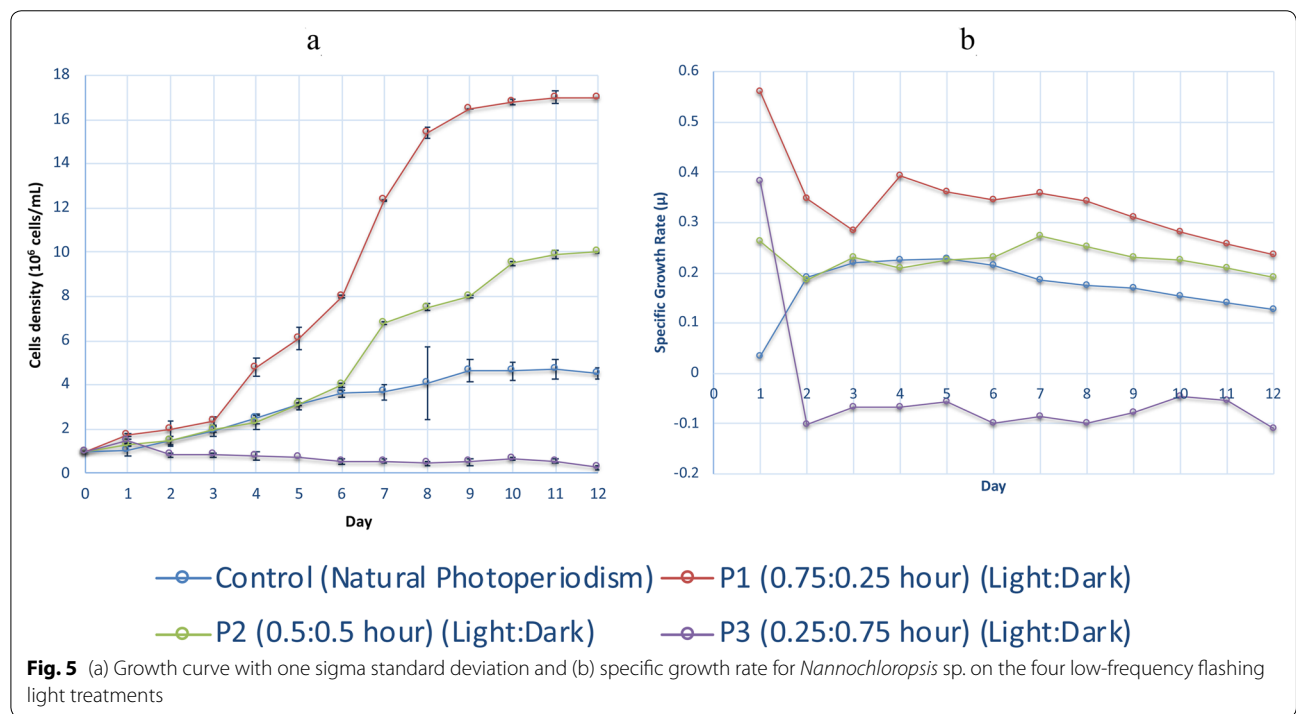 a
b
18
16
14
12
10
8
6
4
2
0
Cells density (10⁶ cells/mL)
0 1 2 3 4 5 6 7 8 9 10 11 12
Day
0.6
0.5
0.4
0.3
0.2
0.1
0
-0.1
-0.2
Specific Growth Rate (µ)
0 1 2 3 4 5 6 7 8 9 10 11 12
Day
Control (Natural Photoperiodism) P1 (0.75:0.25 hour) (Light:Dark)
P2 (0.5:0.5 hour) (Light:Dark) P3 (0.25:0.75 hour) (Light:Dark)
Fig. 5 (a) Growth curve with one sigma standard deviation and (b) specific growth rate for Nannochloropsis sp. on the four low-frequency flashing
light treatments